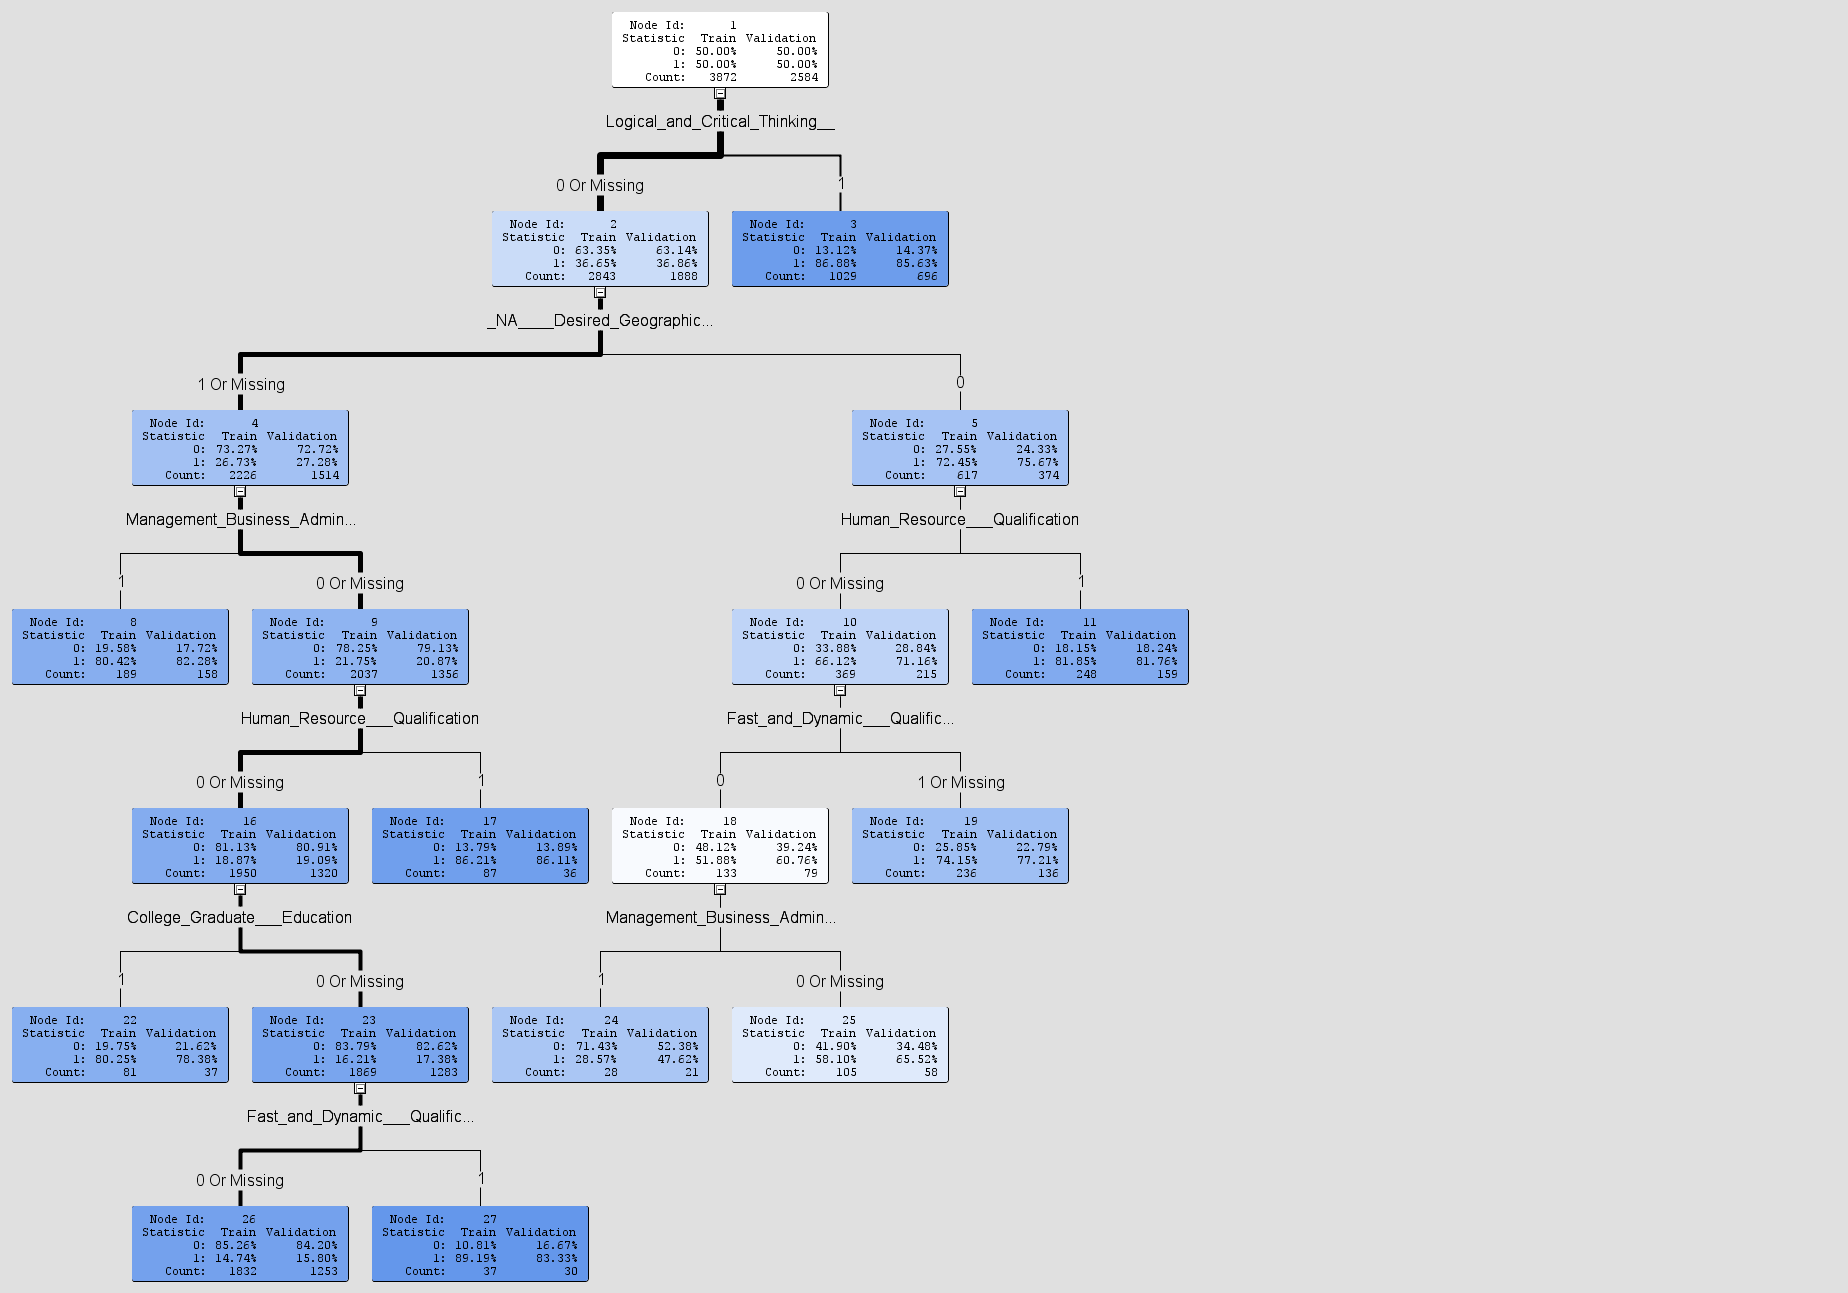 Node Id: 1
Statistic Train Validation
0: 50.00% 50.00%
1: 50.00% 50.00%
Count: 3872 2584
Logical_and_Critical_Thinking__
0 Or Missing
1
Node Id: 2
Statistic Train Validation
0: 63.35% 63.14%
1: 36.65% 36.86%
Count: 2843 1888
Node Id: 3
Statistic Train Validation
0: 13.12% 14.37%
1: 86.88% 85.63%
Count: 1029 696
_NA____Desired_Geographic...
1 Or Missing
0
Node Id: 4
Statistic Train Validation
0: 73.27% 72.72%
1: 26.73% 27.28%
Count: 2226 1514
Node Id: 5
Statistic Train Validation
0: 27.55% 24.33%
1: 72.45% 75.67%
Count: 617 374
Management_Business_Admin...
Human_Resource___Qualification
1
0 Or Missing
0 Or Missing
1
Node Id: 8
Statistic Train Validation
0: 19.58% 17.72%
1: 80.42% 82.28%
Count: 189 158
Node Id: 9
Statistic Train Validation
0: 78.25% 79.13%
1: 21.75% 20.87%
Count: 2037 1356
Node Id: 10
Statistic Train Validation
0: 33.88% 28.84%
1: 66.12% 71.16%
Count: 369 215
Node Id: 11
Statistic Train Validation
0: 18.15% 18.24%
1: 81.85% 81.76%
Count: 248 159
Human_Resource___Qualification
Fast_and_Dynamic___Qualific...
0 Or Missing
1
0
1 Or Missing
Node Id: 16
Statistic Train Validation
0: 81.13% 80.91%
1: 18.87% 19.09%
Count: 1950 1320
Node Id: 17
Statistic Train Validation
0: 13.79% 13.89%
1: 86.21% 86.11%
Count: 87 36
Node Id: 18
Statistic Train Validation
0: 48.12% 39.24%
1: 51.88% 60.76%
Count: 133 79
Node Id: 19
Statistic Train Validation
0: 25.85% 22.79%
1: 74.15% 77.21%
Count: 236 136
College_Graduate___Education
Management_Business_Admin...
1
0 Or Missing
1
0 Or Missing
Node Id: 22
Statistic Train Validation
0: 19.75% 21.62%
1: 80.25% 78.38%
Count: 81 37
Node Id: 23
Statistic Train Validation
0: 83.79% 82.62%
1: 16.21% 17.38%
Count: 1869 1283
Node Id: 24
Statistic Train Validation
0: 71.43% 52.38%
1: 28.57% 47.62%
Count: 28 21
Node Id: 25
Statistic Train Validation
0: 41.90% 34.48%
1: 58.10% 65.52%
Count: 105 58
Fast_and_Dynamic___Qualific...
0 Or Missing
1
Node Id: 26
Statistic Train Validation
0: 85.26% 84.20%
1: 14.74% 15.80%
Count: 1832 1253
Node Id: 27
Statistic Train Validation
0: 10.81% 16.67%
1: 89.19% 83.33%
Count: 37 30